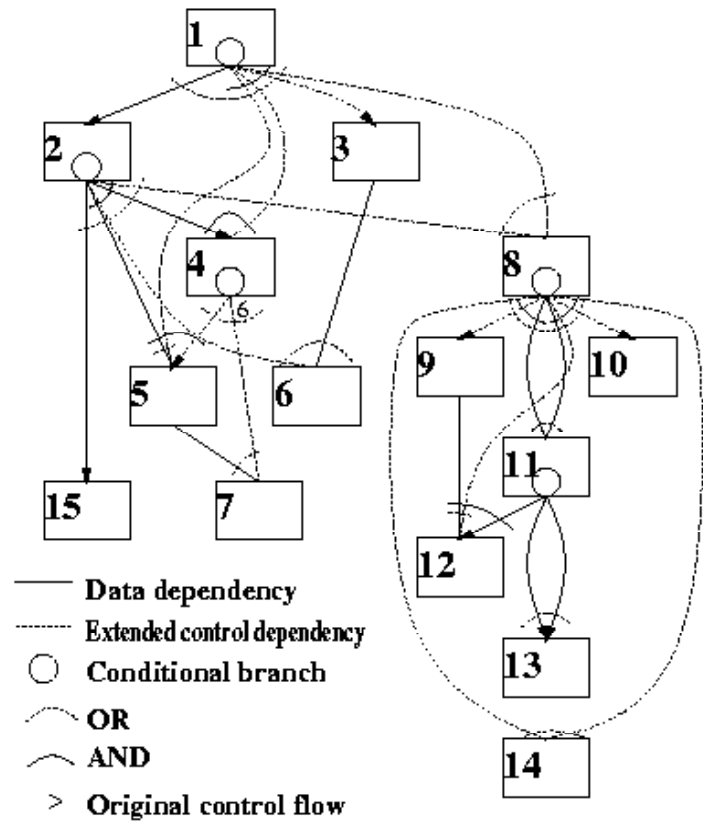 1
2
3
4
8
6
5
6
9
10
11
15
7
12
13
14
Data dependency
Extended control dependency
Conditional branch
OR
AND
Original control flow